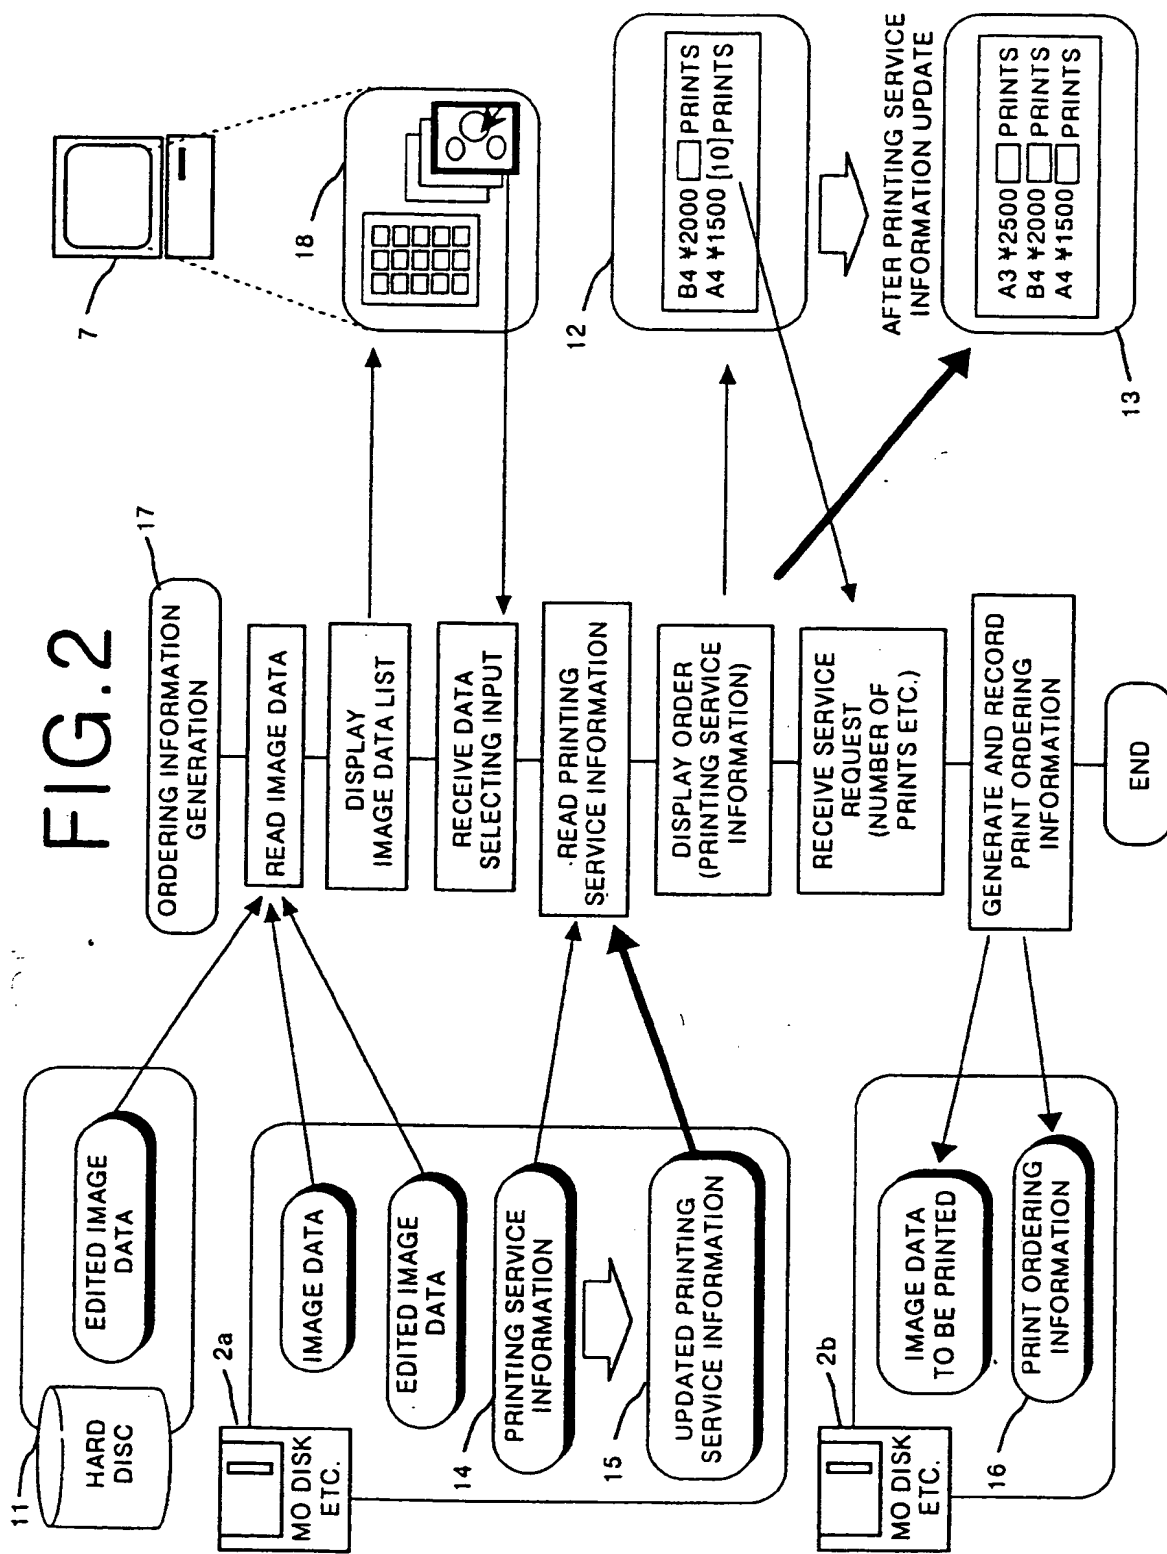 FIG.2
11
HARD
DISC
EDITED IMAGE
DATA
2a
MO DISK
ETC.
IMAGE DATA
EDITED IMAGE
DATA
14
PRINTING SERVICE
INFORMATION
15
UPDATED PRINTING
SERVICE INFORMATION
2b
MO DISK
ETC.
IMAGE DATA
TO BE PRINTED
16
PRINT ORDERING
INFORMATION
17
ORDERING INFORMATION
GENERATION
READ IMAGE DATA
DISPLAY
IMAGE DATA LIST
RECEIVE DATA
SELECTING INPUT
READ PRINTING
SERVICE INFORMATION
DISPLAY ORDER
(PRINTING SERVICE
INFORMATION)
RECEIVE SERVICE
REQUEST
(NUMBER OF
PRINTS ETC.)
GENERATE AND RECORD
PRINT ORDERING
INFORMATION
END
7
18
12
B4 ¥2000 PRINTS
A4 ¥1500 [10] PRINTS
AFTER PRINTING SERVICE
INFORMATION UPDATE
A3 ¥2500 PRINTS
B4 ¥2000 PRINTS
A4 ¥1500 PRINTS
13